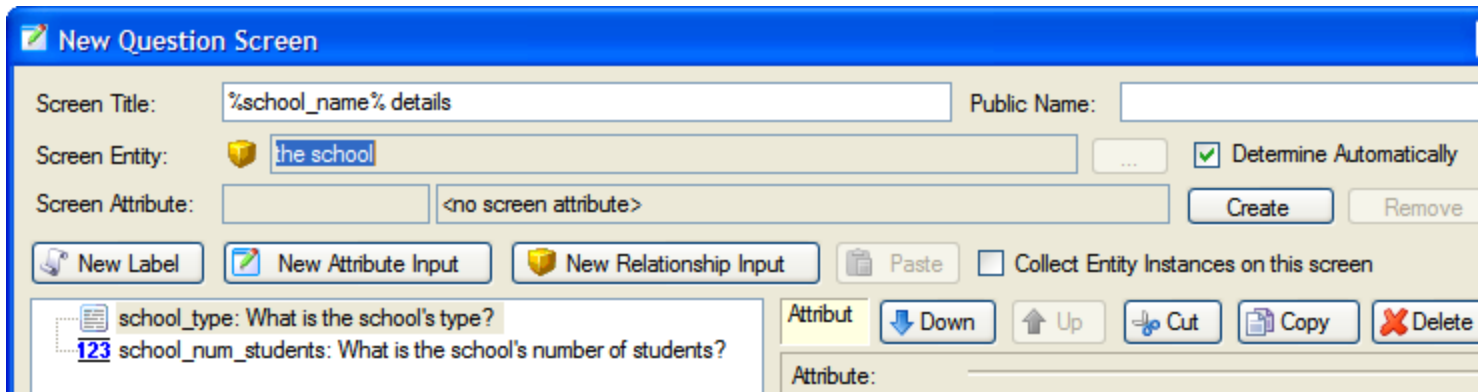 New Question Screen
Screen Title: %school_name% details Public Name:
Screen Entity: the school ... Determine Automatically
Screen Attribute: <no screen attribute> Create Remove
New Label New Attribute Input New Relationship Input Paste Collect Entity Instances on this screen
school_type: What is the school's type? Attribut Down Up Cut Copy Delete
123 school_num_students: What is the school's number of students?
Attribute: